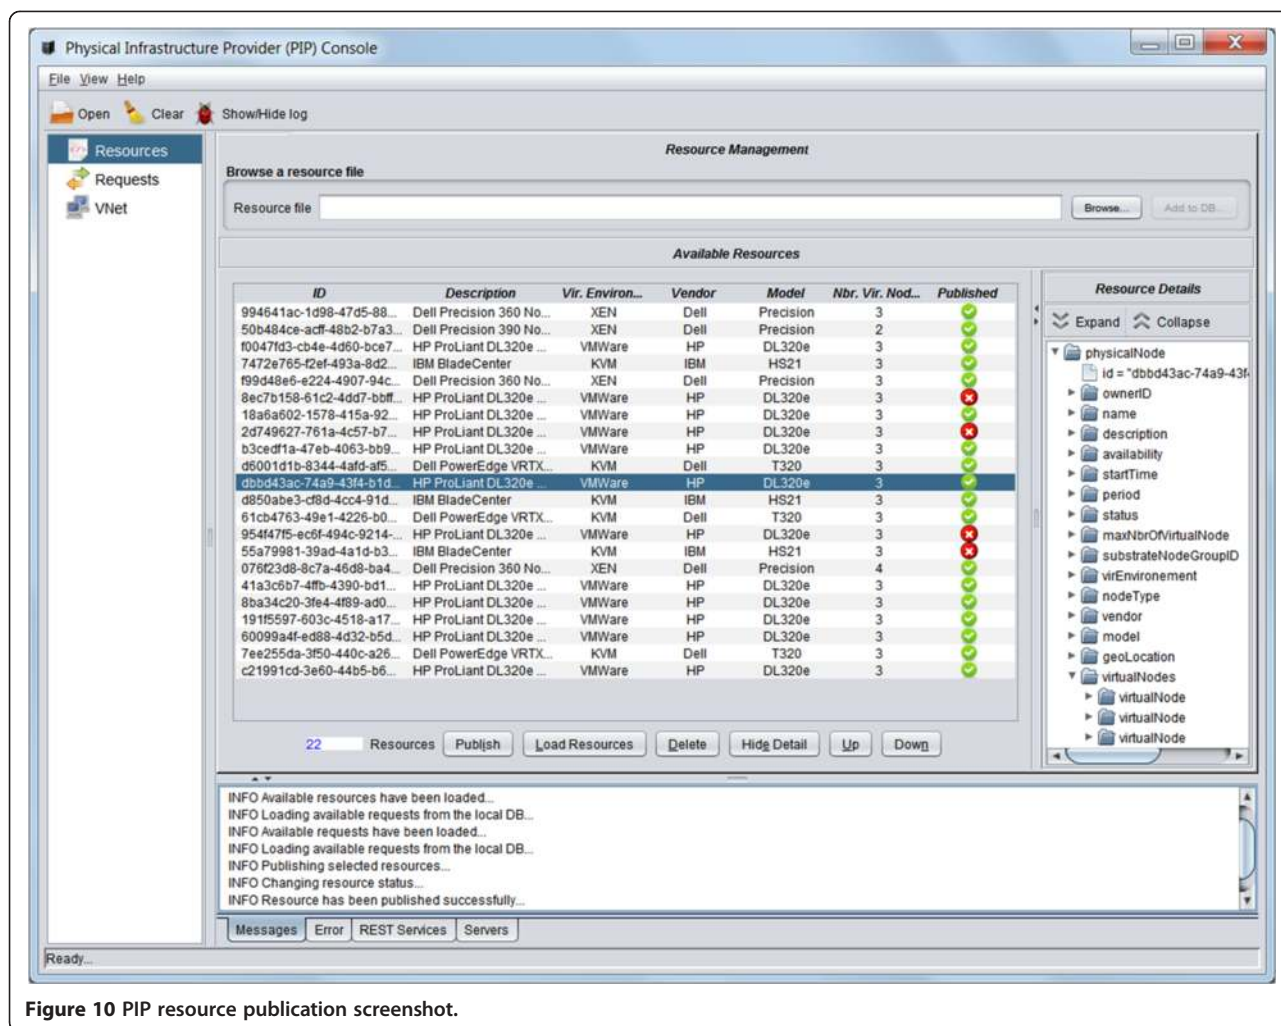 Physical Infrastructure Provider (PIP) Console
File View Help
Open Clear Show/Hide log
Resources
Requests
VNet
Resource Management
Browse a resource file
Resource file Browse... Add to DB...
Available Resources
ID Description Vir. Environ... Vendor Model Nbr. Vir. Nod... Published
994641ac-1d98-47d5-88... Dell Precision 360 No... XEN Dell Precision 3
50b484ce-acff-48b2-b7a3... Dell Precision 390 No... XEN Dell Precision 2
f0047fd3-cb4e-4d60-bce7... HP ProLiant DL320e ... VMWare HP DL320e 3
7472e765-f2ef-493a-8d2... IBM BladeCenter KVM IBM HS21 3
f99d48e6-e224-4907-94c... Dell Precision 360 No... XEN Dell Precision 3
8ec7b158-61c2-4dd7-bbff... HP ProLiant DL320e ... VMWare HP DL320e 3
18a6a602-1578-415a-92... HP ProLiant DL320e ... VMWare HP DL320e 3
2d749627-761a-4c57-b7... HP ProLiant DL320e ... VMWare HP DL320e 3
b3cedf1a-47eb-4063-bb9... HP ProLiant DL320e ... VMWare HP DL320e 3
d6001d1b-8344-4afd-af5... Dell PowerEdge VRTX... KVM Dell T320 3
dbbd43ac-74a9-43f4-b1d... HP ProLiant DL320e ... VMWare HP DL320e 3
d850abe3-cf8d-4cc4-91d... IBM BladeCenter KVM IBM HS21 3
61cb4763-49e1-4226-b0... Dell PowerEdge VRTX... KVM Dell T320 3
954f47f5-ec6f-494c-9214-... HP ProLiant DL320e ... VMWare HP DL320e 3
55a79981-39ad-4a1d-b3... IBM BladeCenter KVM IBM HS21 3
076f23d8-8c7a-46d8-ba4... Dell Precision 360 No... XEN Dell Precision 4
41a3c6b7-4ffb-4390-bd1... HP ProLiant DL320e ... VMWare HP DL320e 3
8ba34c20-3fe4-4f89-ad0... HP ProLiant DL320e ... VMWare HP DL320e 3
191f5597-603c-4518-a17... HP ProLiant DL320e ... VMWare HP DL320e 3
60099a4f-ed88-4d32-b5d... HP ProLiant DL320e ... VMWare HP DL320e 3
7ee255da-3f50-440c-a26... Dell PowerEdge VRTX... KVM Dell T320 3
c21991cd-3e60-44b5-b6... HP ProLiant DL320e ... VMWare HP DL320e 3
22 Resources Publish Load Resources Delete Hide Detail Up Down
Resource Details
Expand Collapse
physicalNode
id = "dbbd43ac-74a9-43f
ownerID
name
description
availability
startTime
period
status
maxNbrOfVirtualNode
substrateNodeGroupID
virEnvironement
nodeType
vendor
model
geoLocation
virtualNodes
virtualNode
virtualNode
virtualNode
INFO Available resources have been loaded...
INFO Loading available requests from the local DB...
INFO Available requests have been loaded...
INFO Loading available requests from the local DB...
INFO Publishing selected resources...
INFO Changing resource status...
INFO Resource has been published successfully...
Messages Error REST Services Servers
Ready...
Figure 10 PIP resource publication screenshot.